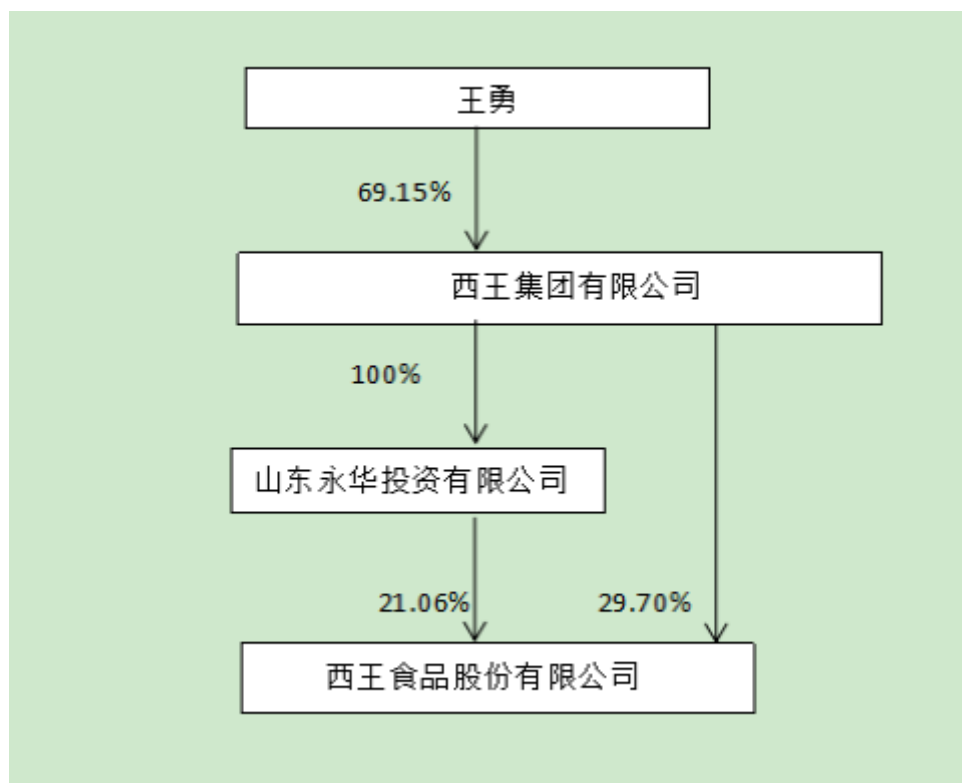 王勇
69.15%
西王集团有限公司
100%
山东永华投资有限公司
21.06%
29.70%
西王食品股份有限公司